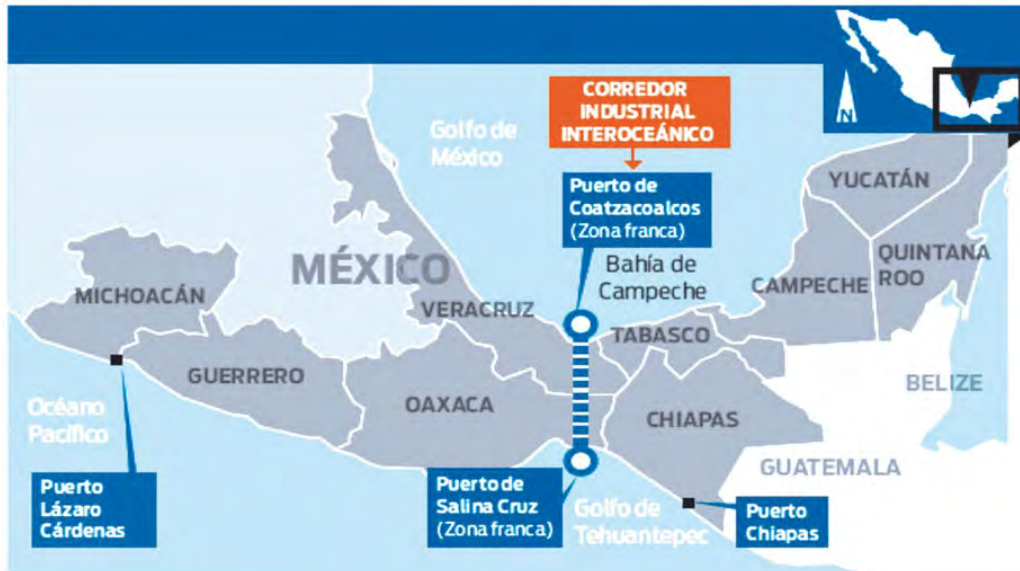 CORREDOR
INDUSTRIAL
INTEROCEÁNICO
N
Golfo de
México
Puerto de
Coatzacoalcos
(Zona franca)
YUCATÁN
QUINTANA
ROO
Bahía de
Campeche
CAMPECHE
MÉXICO
MICHOACÁN
VERACRUZ
TABASCO
GUERRERO
BELIZE
OAXACA
CHIAPAS
Océano
Pacífico
GUATEMALA
Puerto
Lázaro
Cárdenas
Puerto de
Salina Cruz
(Zona franca)
Golfo de
Tehuantepec
Puerto
Chiapas